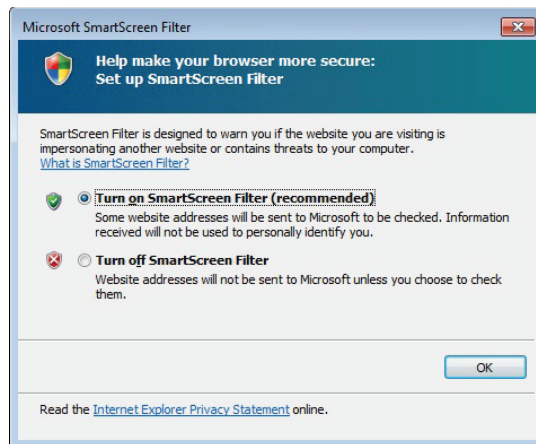 Microsoft SmartScreen Filter
Help make your browser more secure:
Set up SmartScreen Filter
SmartScreen Filter is designed to warn you if the website you are visiting is
impersonating another website or contains threats to your computer.
What is SmartScreen Filter?
Turn on SmartScreen Filter (recommended)
Some website addresses will be sent to Microsoft to be checked. Information
received will not be used to personally identify you.
Turn off SmartScreen Filter
Website addresses will not be sent to Microsoft unless you choose to check
them.
OK
Read the Internet Explorer Privacy Statement online.